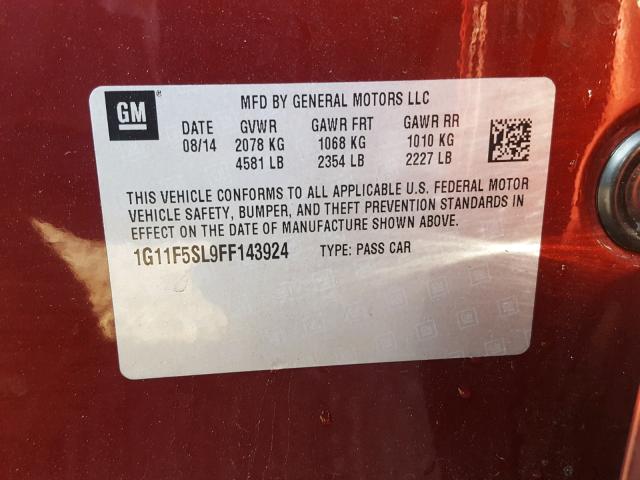 GM ®
MFD BY GENERAL MOTORS LLC
DATE GVWR GAWR FRT GAWR RR
08/14 2078 KG 1068 KG 1010 KG
4581 LB 2354 LB 2227 LB
THIS VEHICLE CONFORMS TO ALL APPLICABLE U.S. FEDERAL MOTOR
VEHICLE SAFETY, BUMPER, AND THEFT PREVENTION STANDARDS IN
EFFECT ON THE DATE OF MANUFACTURE SHOWN ABOVE.
1G11F5SL9FF143924 TYPE: PASS CAR